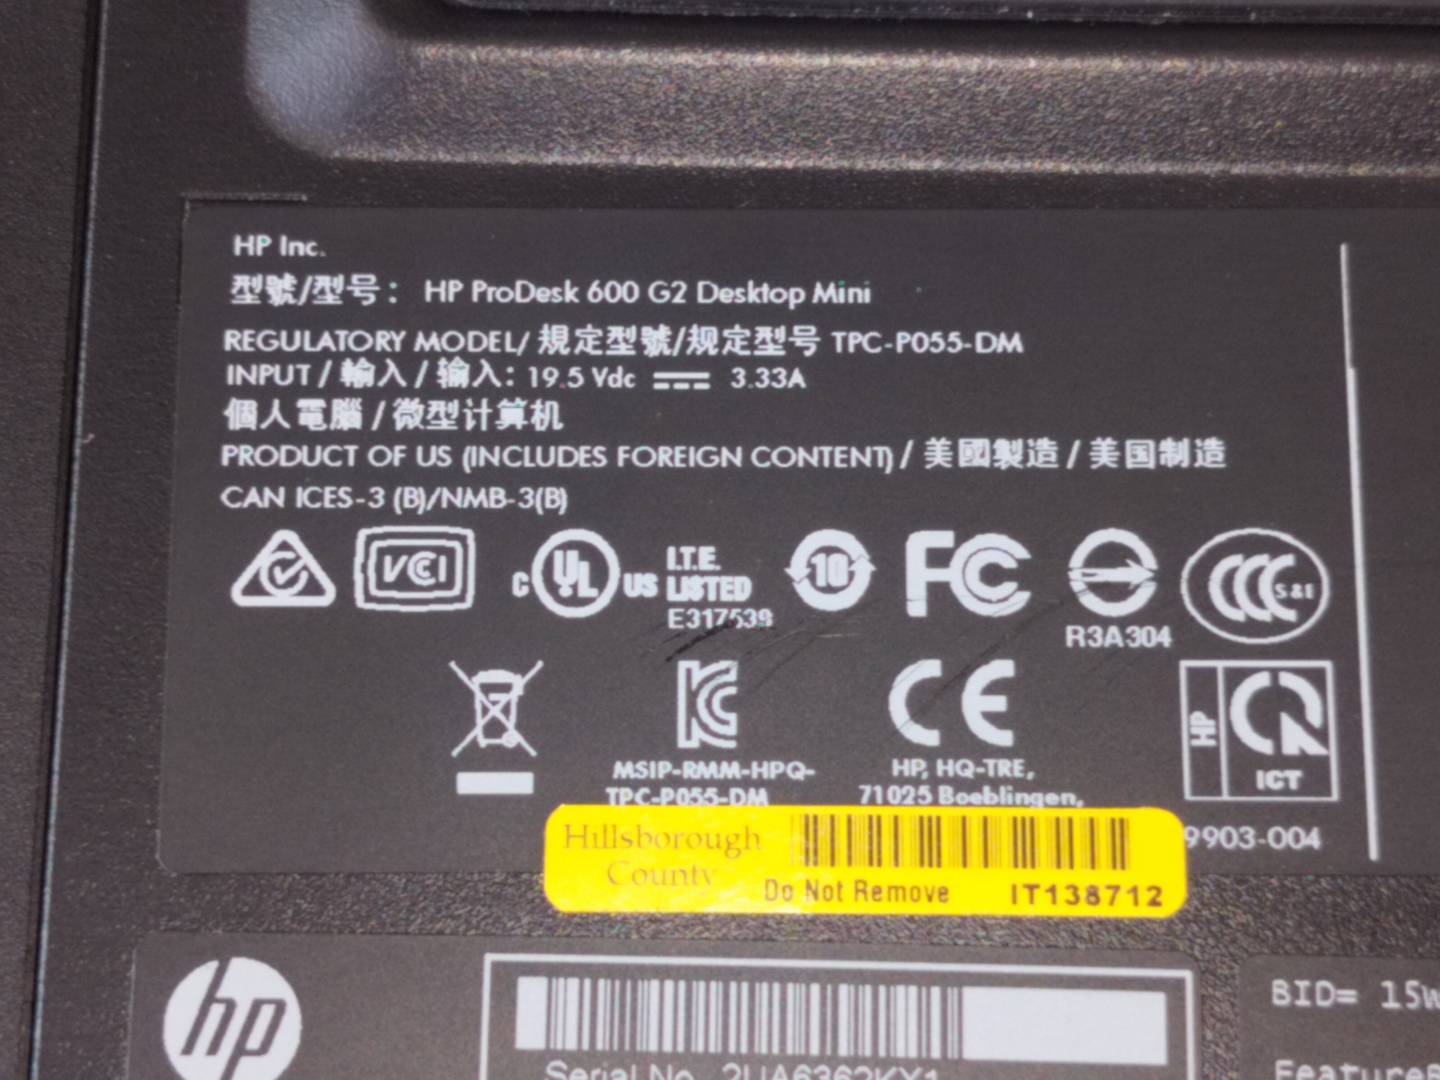 HP Inc.
型號/型号： HP ProDesk 600 G2 Desktop Mini
REGULATORY MODEL/ 規定型號/规定型号 TPC-P055-DM
INPUT / 輸入 / 输入: 19.5 Vdc 3.33A
個人電腦 / 微型计算机
PRODUCT OF US (INCLUDES FOREIGN CONTENT) / 美國製造 / 美国制造
CAN ICES-3 (B)/NMB-3(B)
VCI
C UL US I.T.E. LISTED
E317539
10
FC
R3A304
CCC S&E
KC
MSIP-RMM-HPQ-
TPC-P055-DM
CE
HP, HQ-TRE,
71025 Boeblingen,
HP
ICT
9903-004
Hillsborough
County
Do Not Remove IT138712
hp
BID= 15W
Serial No.